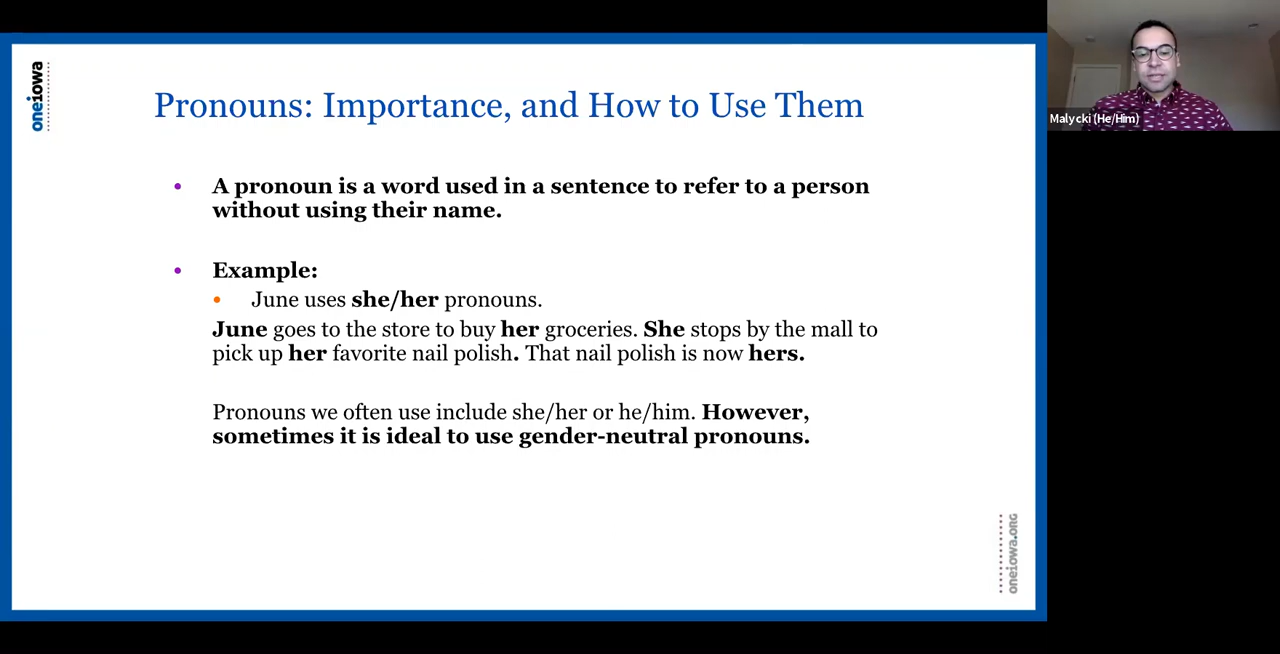 oneiowa
Pronouns: Importance, and How to Use Them
• A pronoun is a word used in a sentence to refer to a person
without using their name.
• Example:
• June uses she/her pronouns.
June goes to the store to buy her groceries. She stops by the mall to
pick up her favorite nail polish. That nail polish is now hers.
Pronouns we often use include she/her or he/him. However,
sometimes it is ideal to use gender-neutral pronouns.
oneiowa.ORG
Malycki (He/Him)